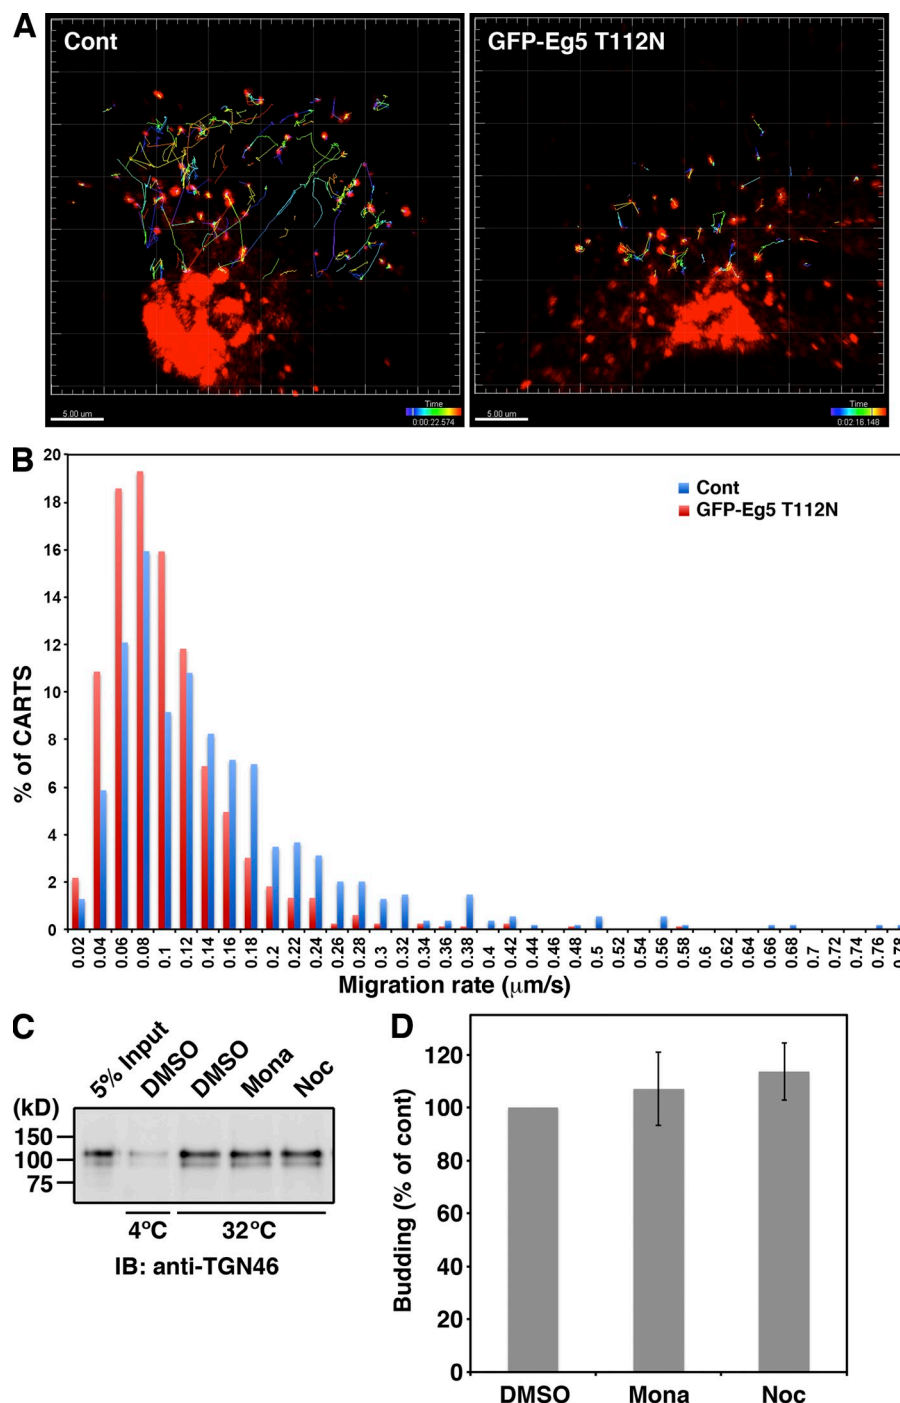 A
Cont
GFP-Eg5 T112N
5.00 um
Time
0:00:22.574
5.00 um
Time
0:02:16.148
B
20
18
16
14
12
10
8
6
4
2
0
% of CARTS
Cont
GFP-Eg5 T112N
0.02 0.04 0.06 0.08 0.1 0.12 0.14 0.16 0.18 0.2 0.22 0.24 0.26 0.28 0.3 0.32 0.34 0.36 0.38 0.4 0.42 0.44 0.46 0.48 0.5 0.52 0.54 0.56 0.58 0.6 0.62 0.64 0.66 0.68 0.7 0.72 0.74 0.76 0.78
Migration rate (μm/s)
C
5% Input
DMSO
DMSO
Mona
Noc
(kD)
150
100
75
4°C
32°C
IB: anti-TGN46
D
120
100
80
60
40
20
0
Budding (% of cont)
DMSO Mona Noc